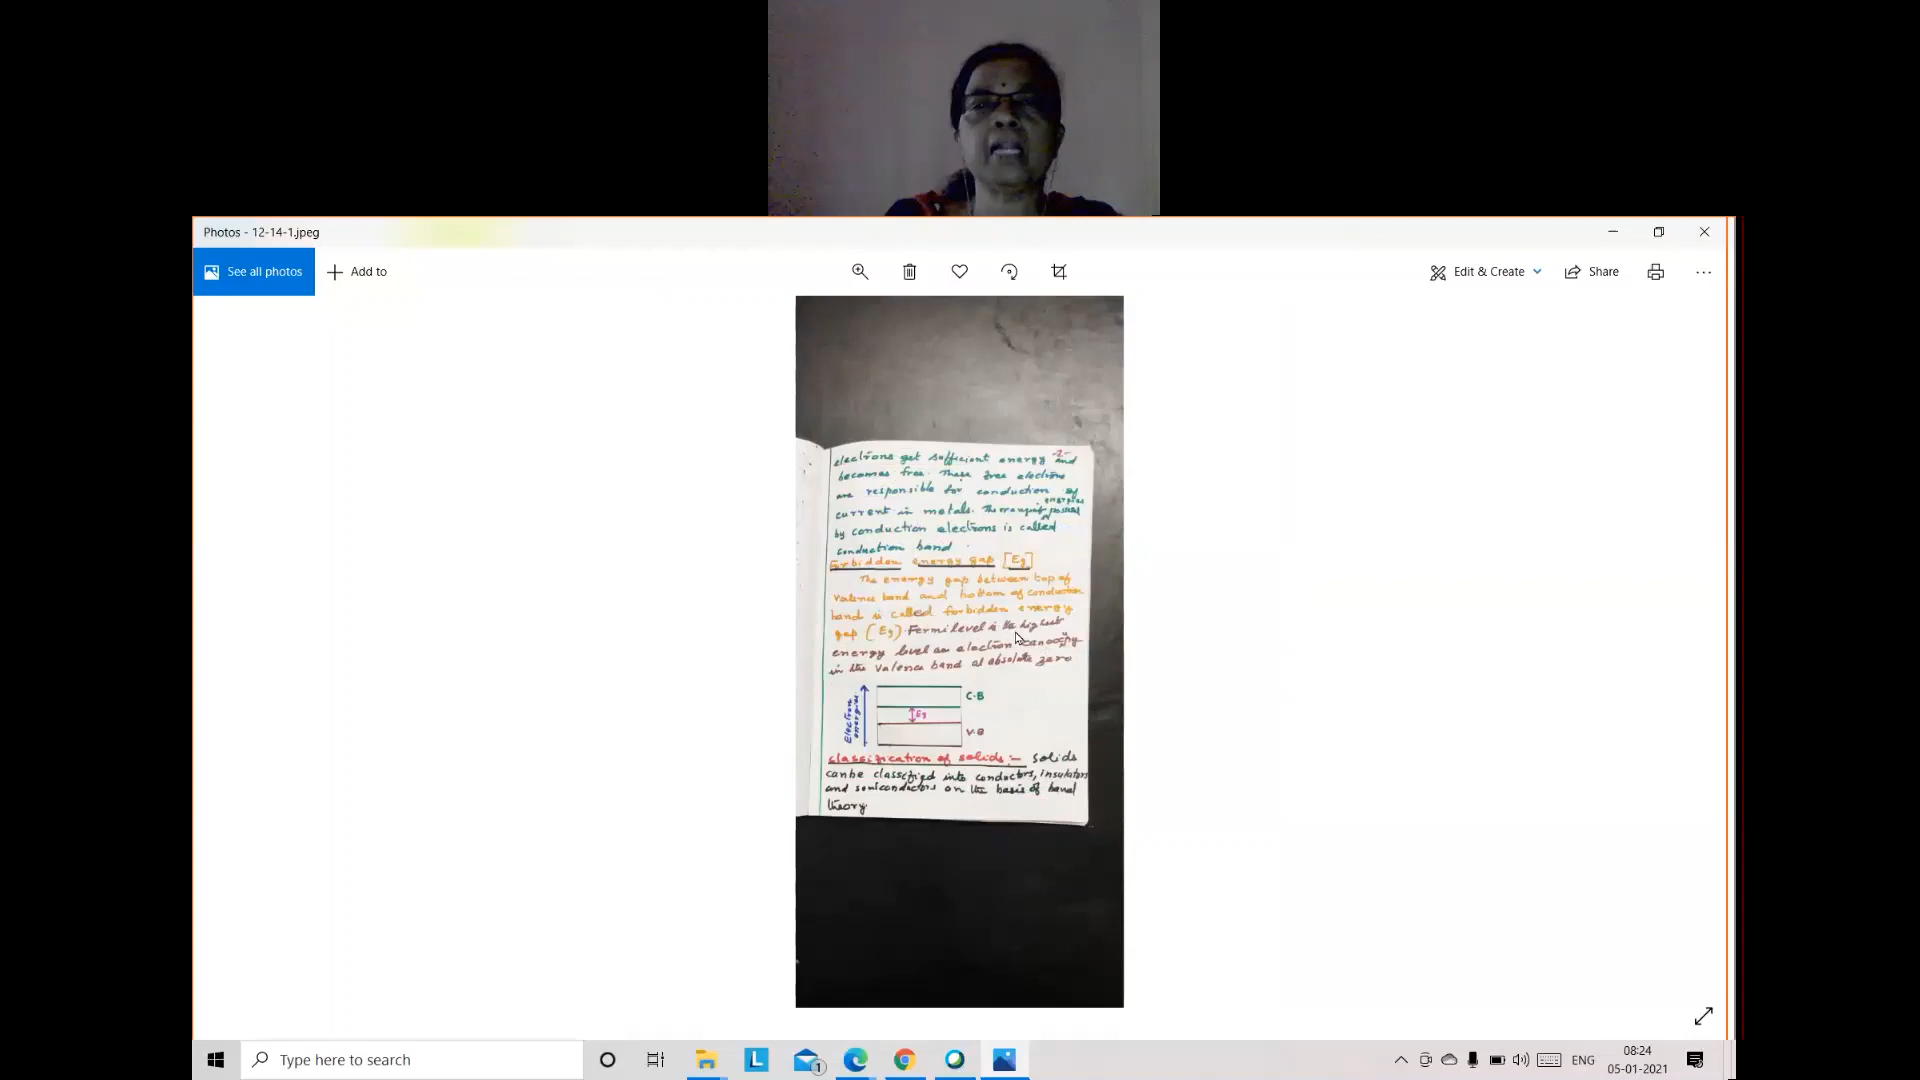 Photos - 12-14-1.jpeg
See all photos
Add to
Edit & Create
Share
-2-
electrons get sufficient energy and
becomes free. These free electrons
are responsible for conduction of
current in metals. The range of energies possessed
by conduction electrons is called
conduction band.
Forbidden energy gap [Eg]
The energy gap between top of
valence band and bottom of conduction
band is called forbidden energy
gap [Eg]. Fermi level is the highest
energy level an electron can occupy
in the valence band at absolute zero
Electron energies
C.B
Eg
V.B
classification of solids :- solids
canbe classified into conductors, insulators
and semiconductors on the basis of band
theory.
Type here to search
L
1
ENG
08:24
05-01-2021